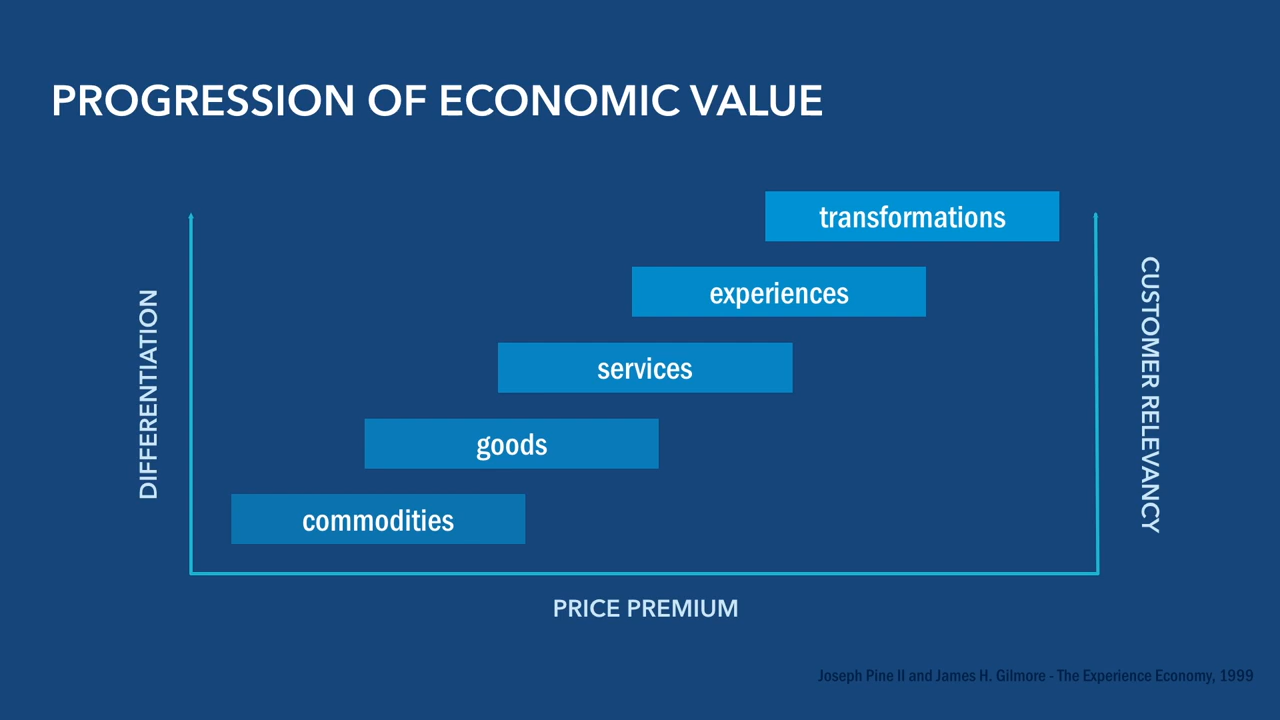 PROGRESSION OF ECONOMIC VALUE
transformations
experiences
services
goods
commodities
DIFFERENTIATION
CUSTOMER RELEVANCY
PRICE PREMIUM
Joseph Pine II and James H. Gilmore - The Experience Economy, 1999